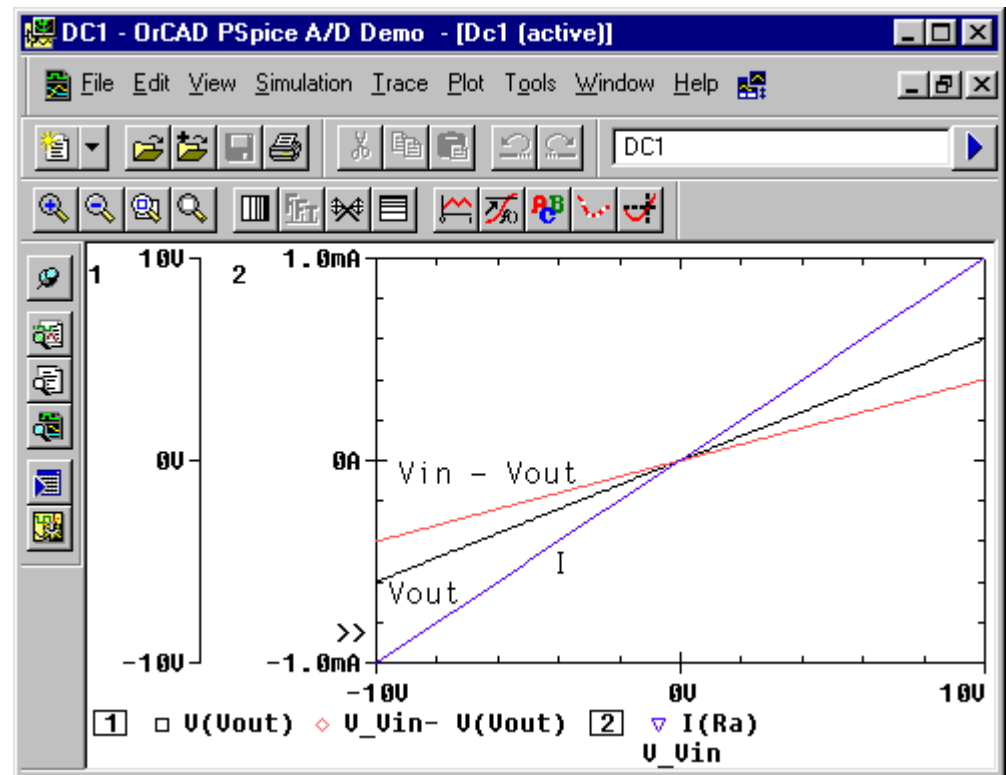 DC1 - OrCAD PSpice A/D Demo - [Dc1 (active)]
File Edit View Simulation Trace Plot Tools Window Help
DC1
FFT
ABC
1 10V 2 1.0mA
0V 0A
Vin - Vout
I
Vout
>>
-10V -1.0mA
-10V 0V 10V
1 V(Vout) V_Vin- V(Vout) 2 I(Ra)
V_Vin